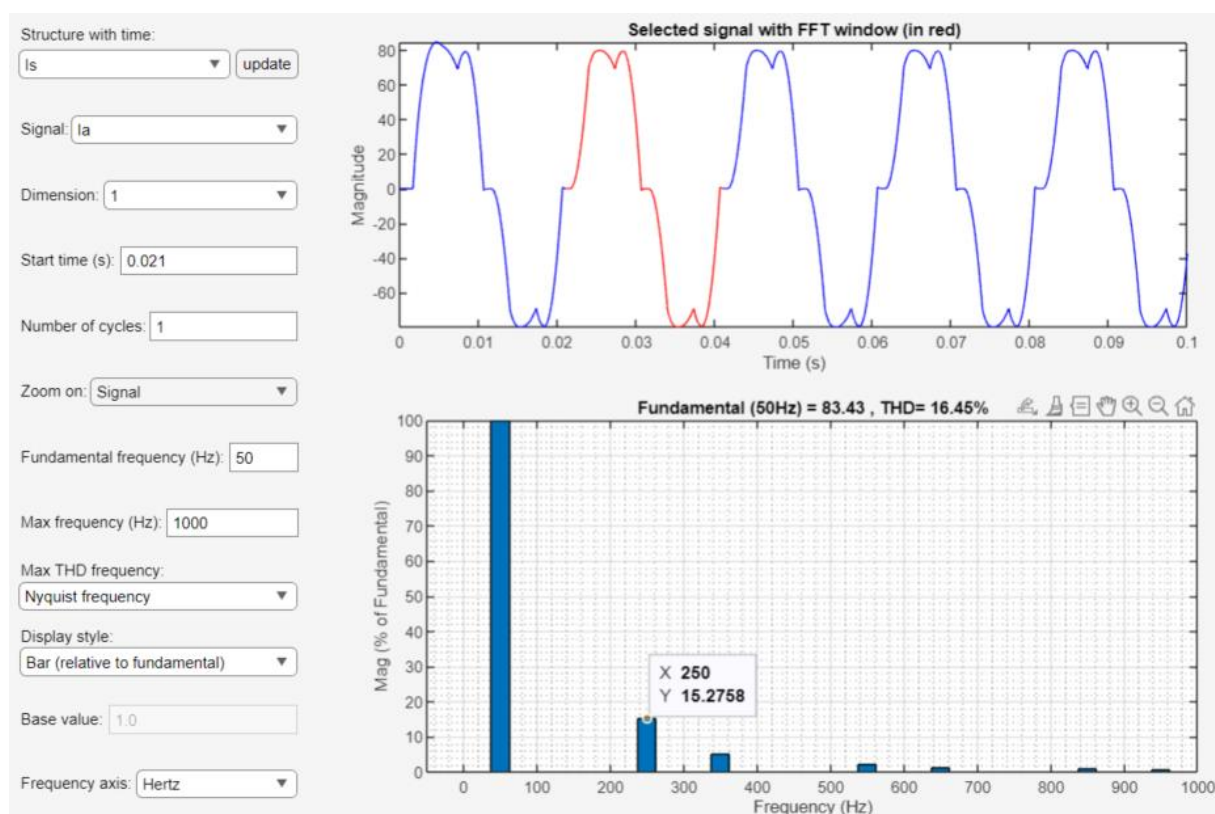 Structure with time:
Is update
Signal: Ia
Dimension: 1
Start time (s): 0.021
Number of cycles: 1
Zoom on: Signal
Fundamental frequency (Hz): 50
Max frequency (Hz): 1000
Max THD frequency:
Nyquist frequency
Display style:
Bar (relative to fundamental)
Base value: 1.0
Frequency axis: Hertz
Selected signal with FFT window (in red)
80
60
40
20
0
-20
-40
-60
Magnitude
0 0.01 0.02 0.03 0.04 0.05 0.06 0.07 0.08 0.09 0.1
Time (s)
Fundamental (50Hz) = 83.43 , THD= 16.45%
100
90
80
70
60
50
40
30
20
10
0
Mag (% of Fundamental)
X 250
Y 15.2758
0 100 200 300 400 500 600 700 800 900 1000
Frequency (Hz)